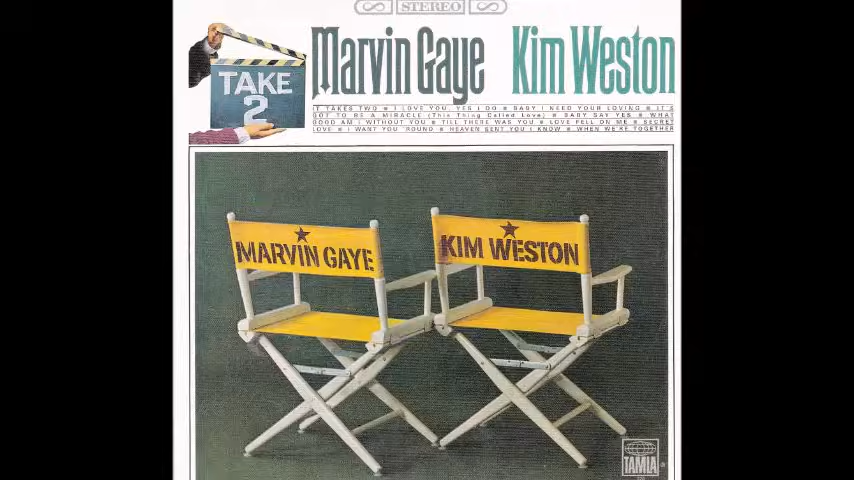 STEREO
Marvin Gaye Kim Weston
TAKE
2
IT TAKES TWO ● I LOVE YOU, YES I DO ● BABY I NEED YOUR LOVING ● IT'S
GOT TO BE A MIRACLE (This Thing Called Love) ● BABY SAY YES ● WHAT
GOOD AM I WITHOUT YOU ● TILL THERE WAS YOU ● LOVE FELL ON ME ● SECRET
LOVE ● I WANT YOU 'ROUND ● HEAVEN SENT YOU I KNOW ● WHEN WE'RE TOGETHER
MARVIN GAYE KIM WESTON
TAMLA